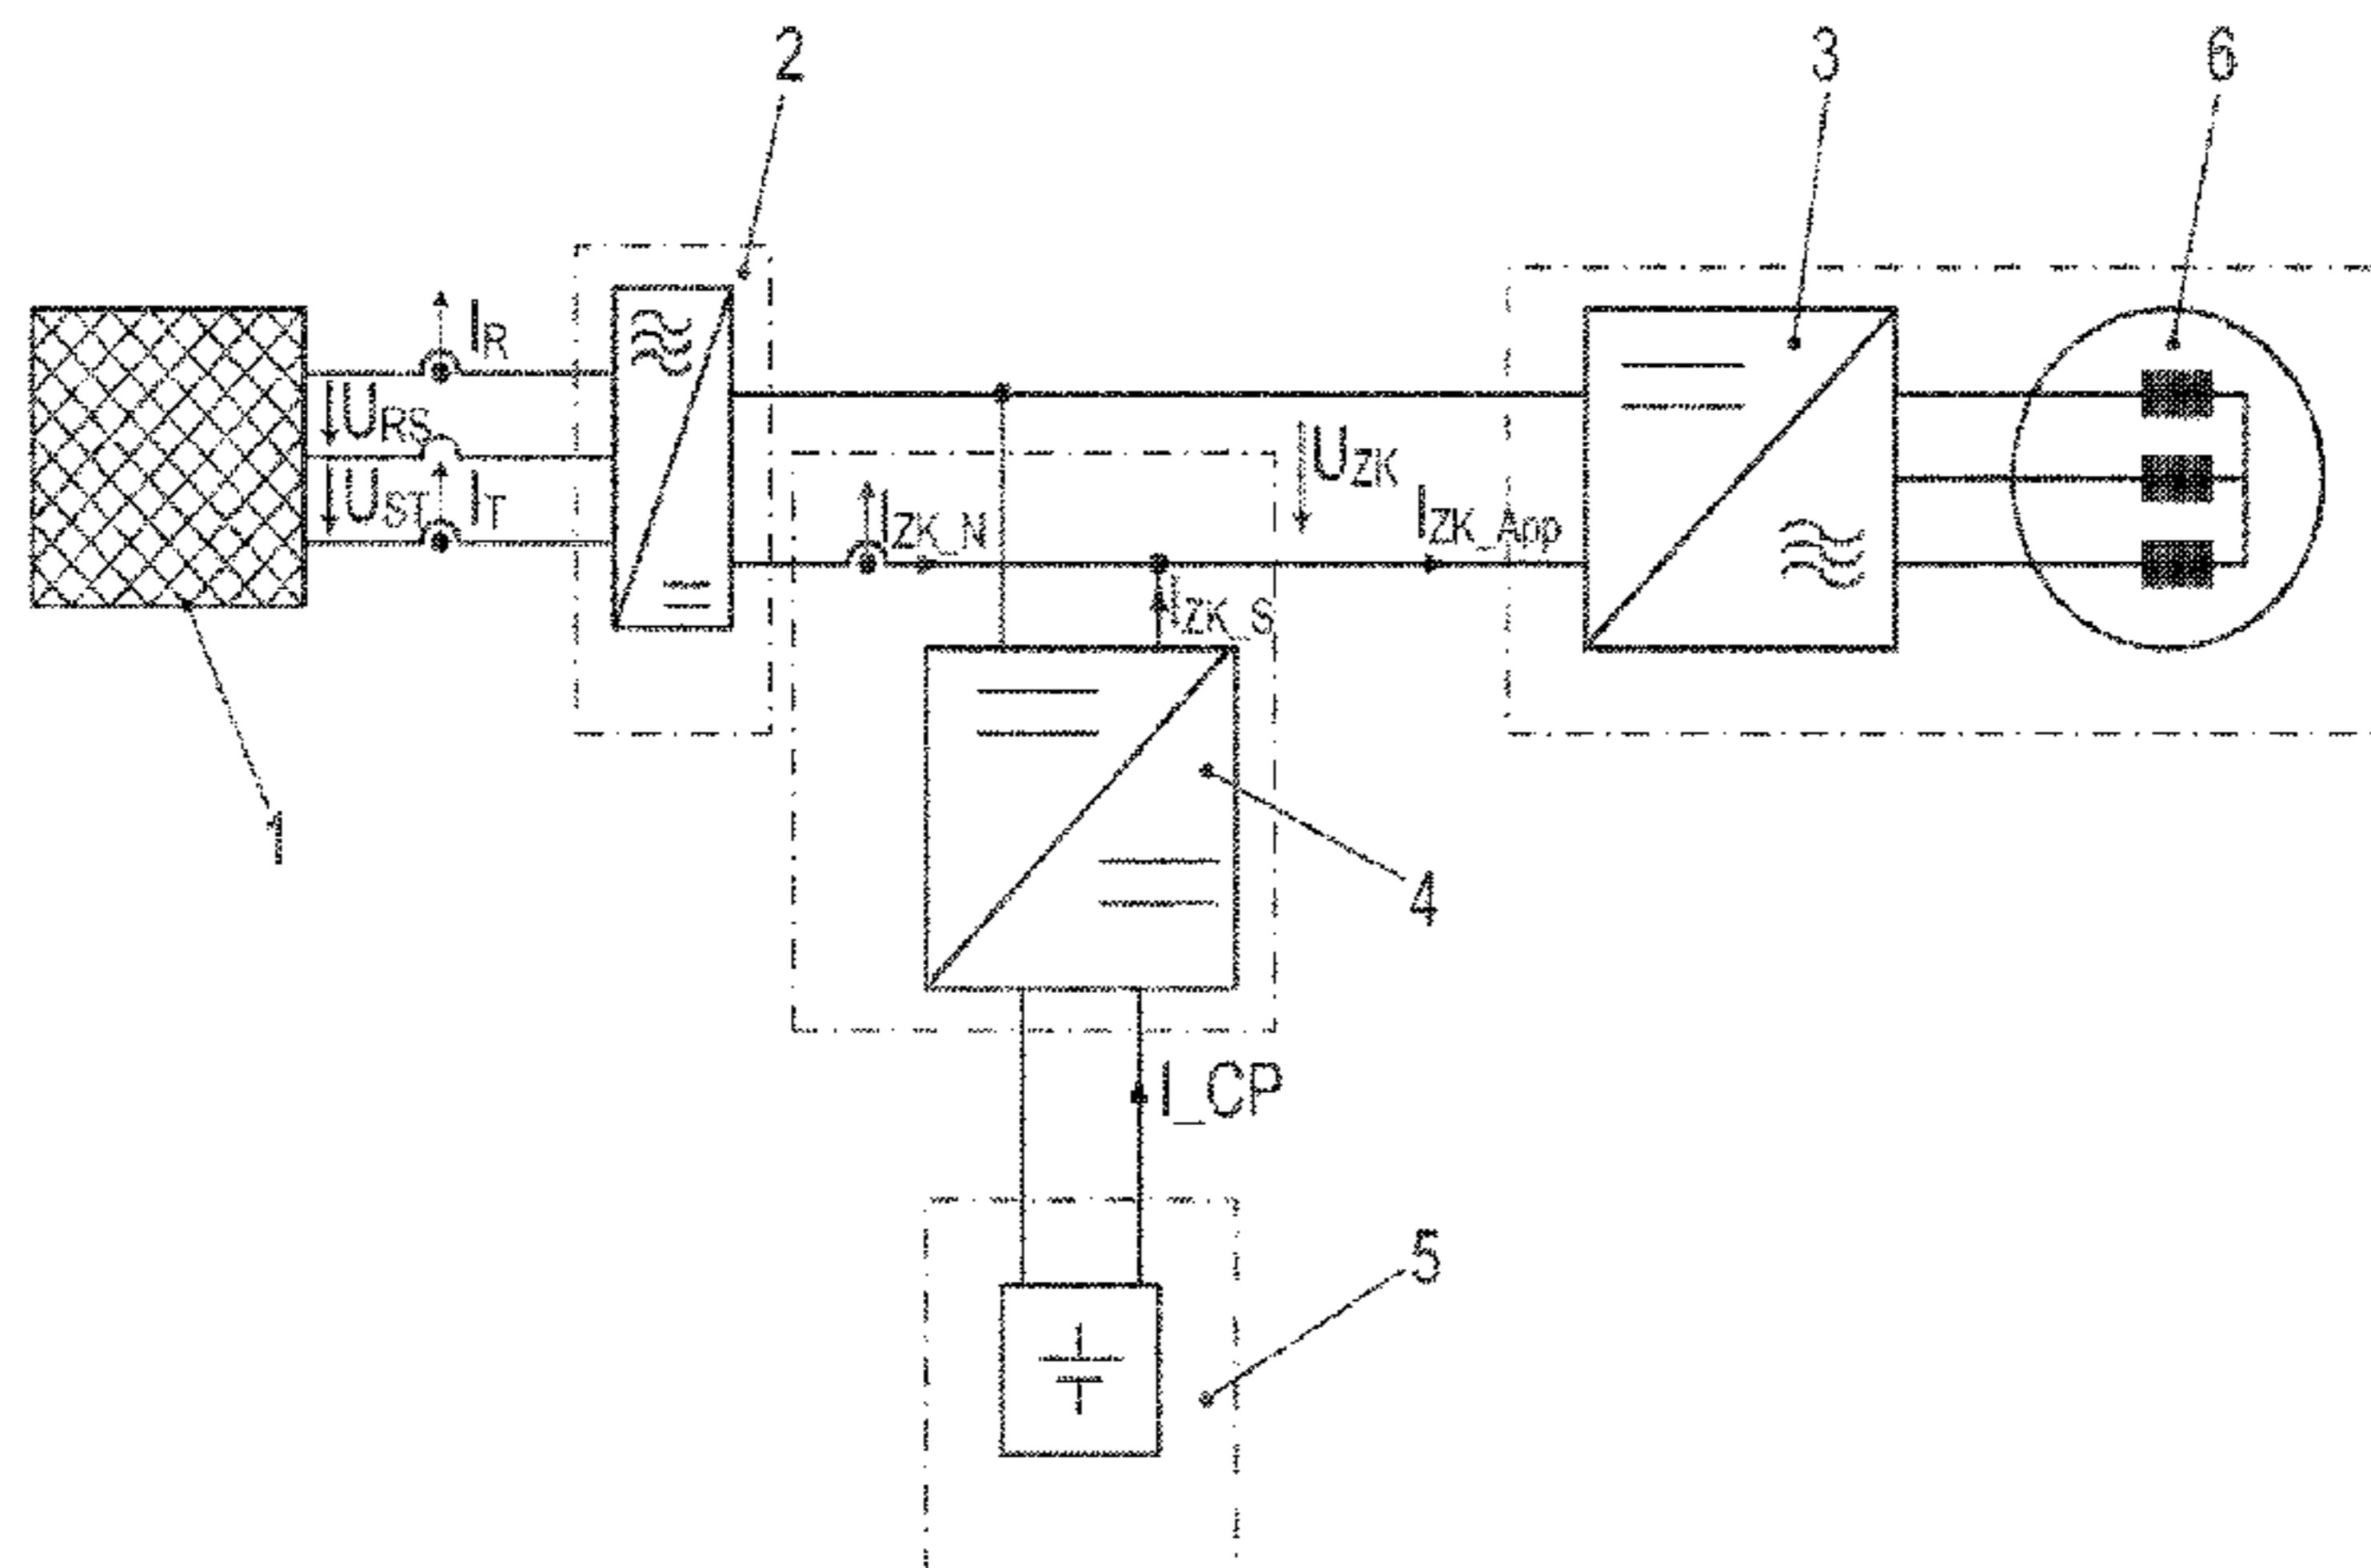 2 3 6
I_R
U_RS
U_ST I_T
U_ZK
I_ZK_N
I_ZK_App
I_ZK_S
1
4
I_CP
5